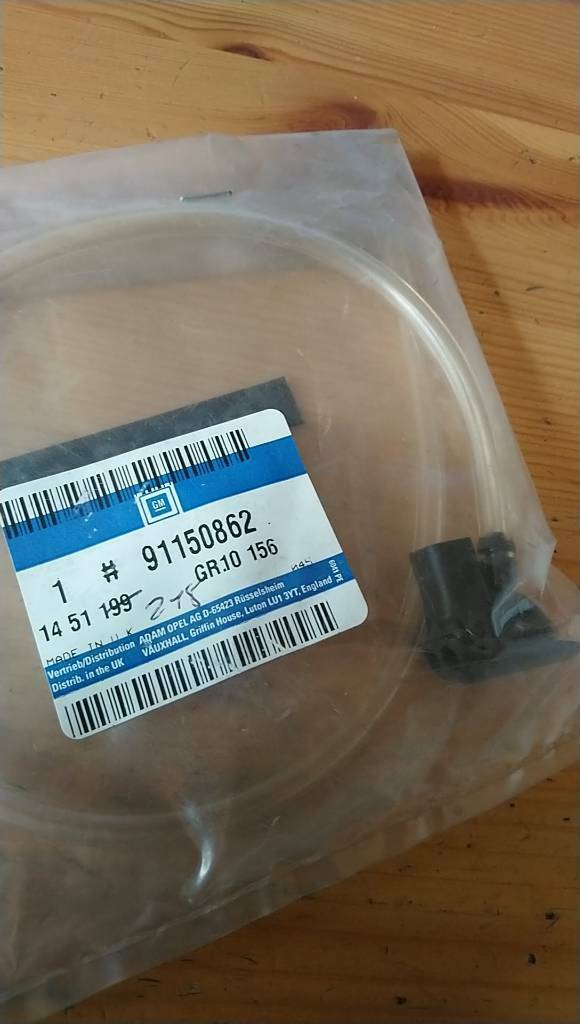 GM
1 # 91150862
14 51 199 218 GR10 156
MADE IN U.K
Vertrieb/Distribution ADAM OPEL AG D-65423 Rüsselsheim
Distrib. in the UK VAUXHALL, Griffin House, Luton LU1 3YT, England